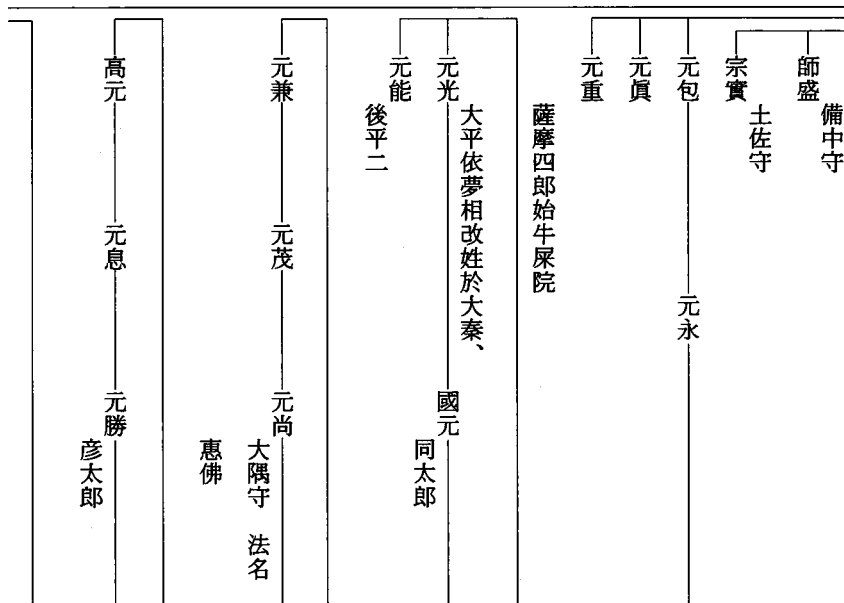 師盛
備中守
宗實
土佐守
元包
元永
元眞
元重
薩摩四郎始牛屎院
元光
大平依夢相改姓於大秦、
國元
同太郎
元能
後平二
元兼
元茂
元尚
大隅守　法名
惠佛
高元
元息
元勝
彦太郎